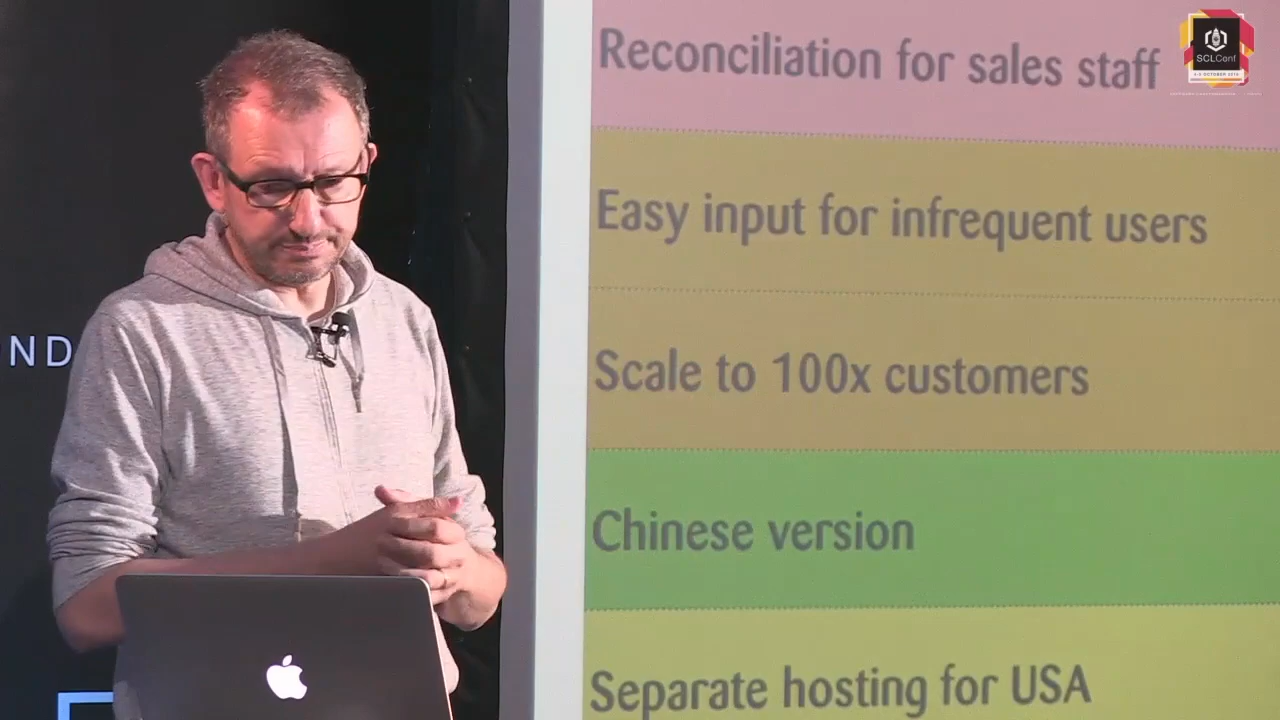 Reconciliation for sales staff
SCLConf
Easy input for infrequent users
Scale to 100x customers
OND
Chinese version
Separate hosting for USA